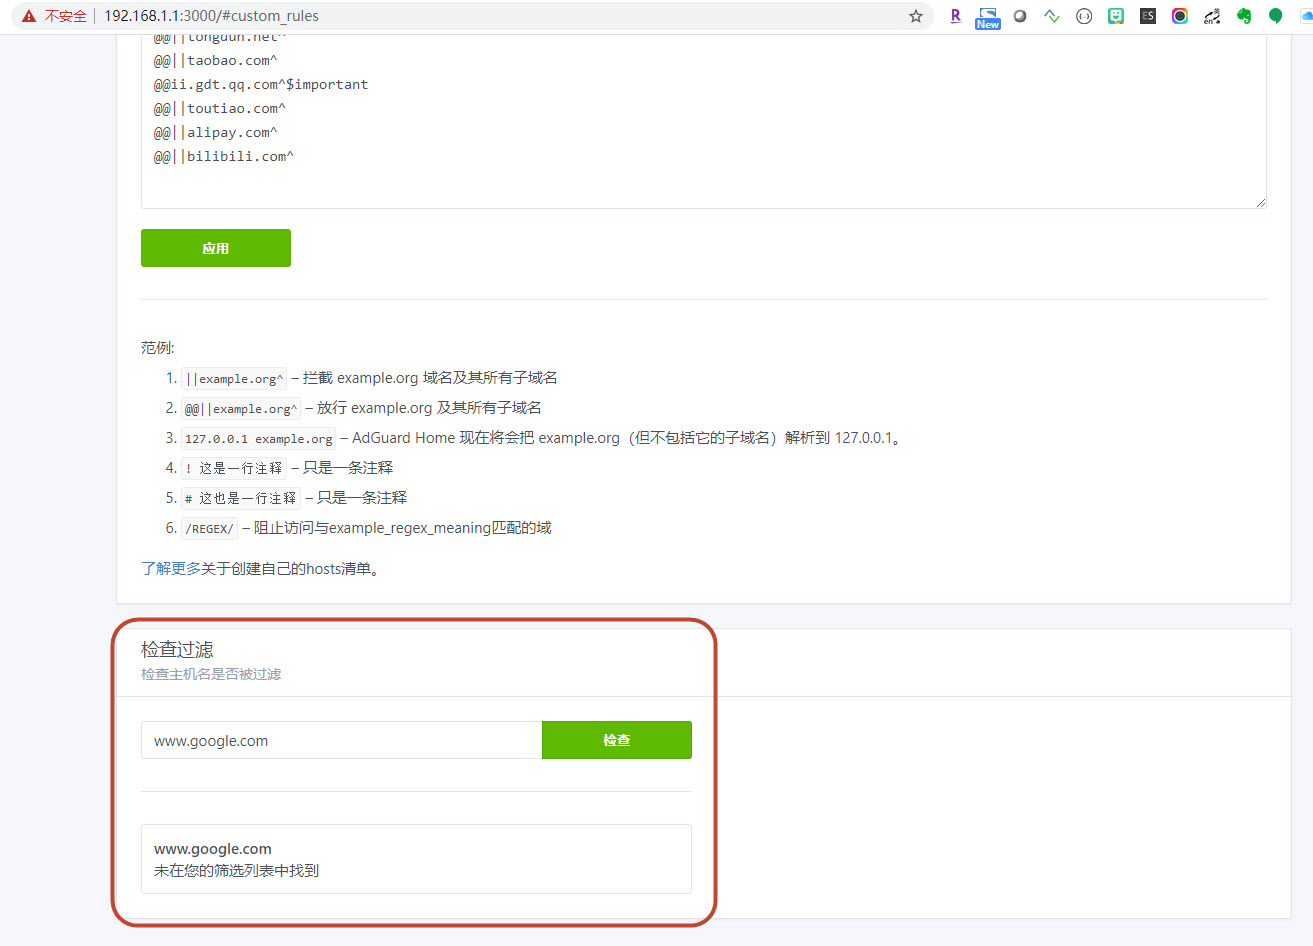 不安全 192.168.1.1:3000/#custom_rules
R New ES en 英
@@||tongdun.net^
@@||taobao.com^
@@ii.gdt.qq.com^$important
@@||toutiao.com^
@@||alipay.com^
@@||bilibili.com^
应用
范例:
1. ||example.org^ – 拦截 example.org 域名及其所有子域名
2. @@||example.org^ – 放行 example.org 及其所有子域名
3. 127.0.0.1 example.org – AdGuard Home 现在将会把 example.org（但不包括它的子域名）解析到 127.0.0.1。
4. ! 这是一行注释 – 只是一条注释
5. # 这也是一行注释 – 只是一条注释
6. /REGEX/ – 阻止访问与example_regex_meaning匹配的域
了解更多关于创建自己的hosts清单。
检查过滤
检查主机名是否被过滤
www.google.com 检查
www.google.com
未在您的筛选列表中找到